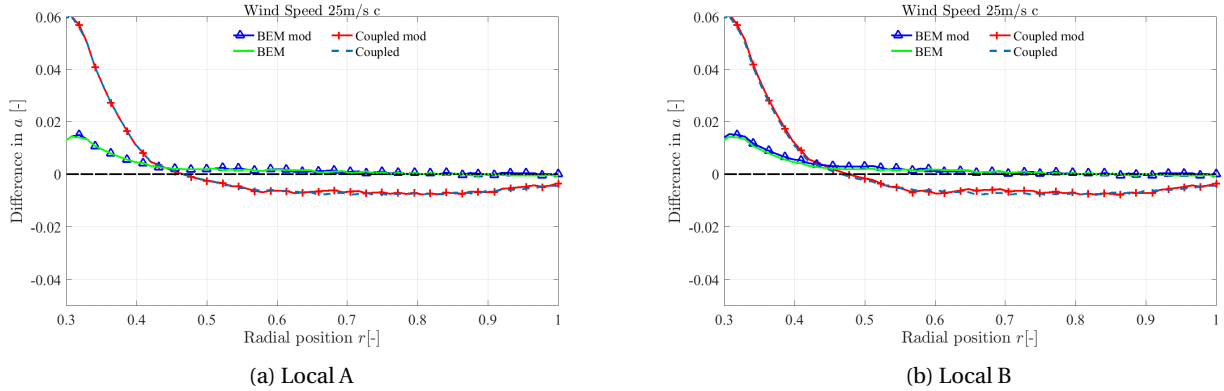 Wind Speed 25m/s c
BEM mod
BEM
Coupled mod
Coupled
0.06
0.04
0.02
0
-0.02
-0.04
Difference in a [-]
0.3 0.4 0.5 0.6 0.7 0.8 0.9 1
Radial position r[-]
(a) Local A
Wind Speed 25m/s c
BEM mod
BEM
Coupled mod
Coupled
0.06
0.04
0.02
0
-0.02
-0.04
Difference in a [-]
0.3 0.4 0.5 0.6 0.7 0.8 0.9 1
Radial position r[-]
(b) Local B